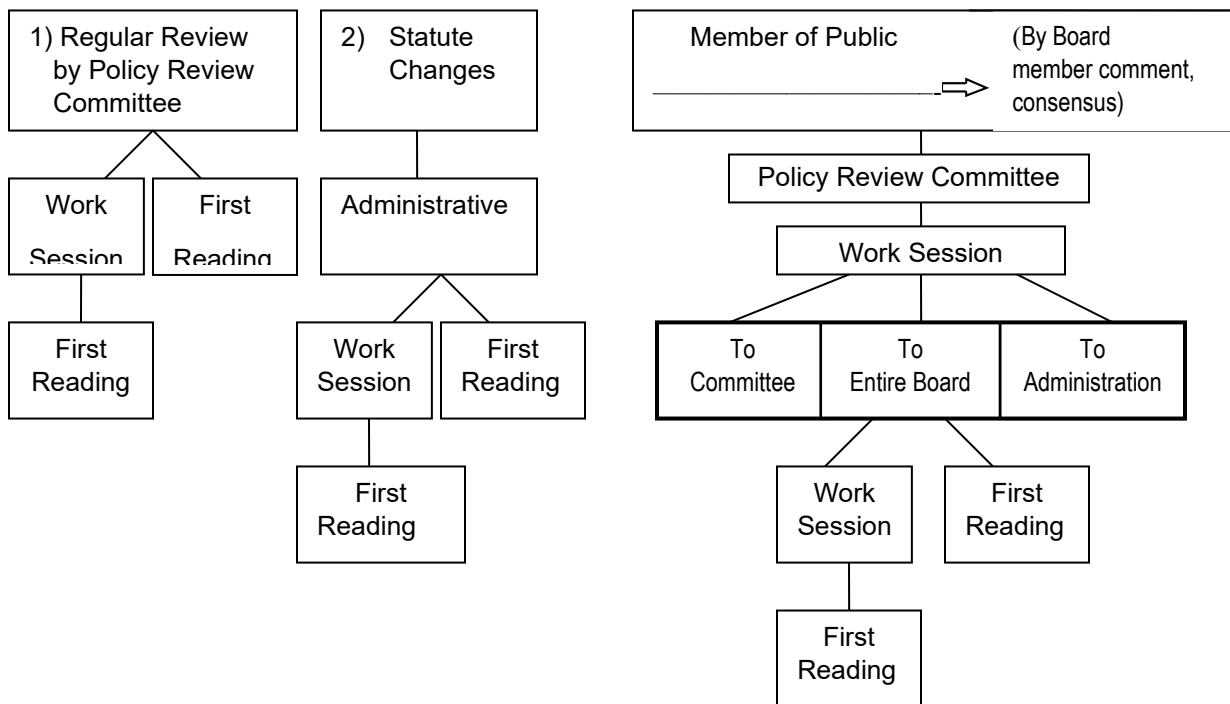 1) Regular Review
by Policy Review
Committee
2) Statute
Changes
Member of Public
(By Board
member comment,
consensus)
Policy Review Committee
Work
Session
First
Reading
Administrative
Work Session
First
Reading
Work
Session
First
Reading
To
Committee
To
Entire Board
To
Administration
First
Reading
Work
Session
First
Reading
First
Reading